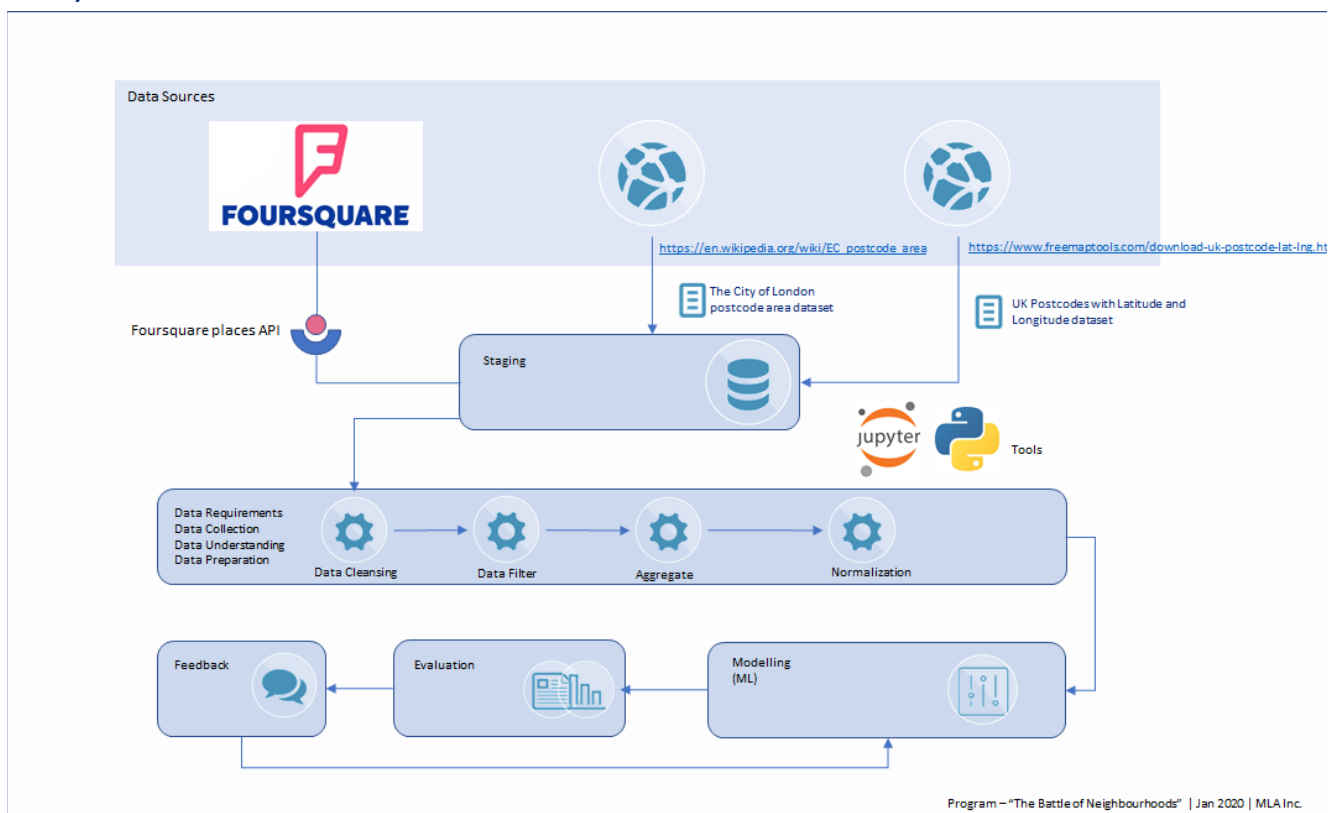 Data Sources
FOURSQUARE
https://en.wikipedia.org/wiki/EC_postcode_area
https://www.freemaptools.com/download-uk-postcode-lat-lng.ht
The City of London
postcode area dataset
UK Postcodes with Latitude and
Longitude dataset
Foursquare places API
Staging
jupyter
Tools
Data Requirements
Data Collection
Data Understanding
Data Preparation
Data Cleansing
Data Filter
Aggregate
Normalization
Feedback
Evaluation
Modelling
(ML)
Program – "The Battle of Neighbourhoods" | Jan 2020 | MLA Inc.